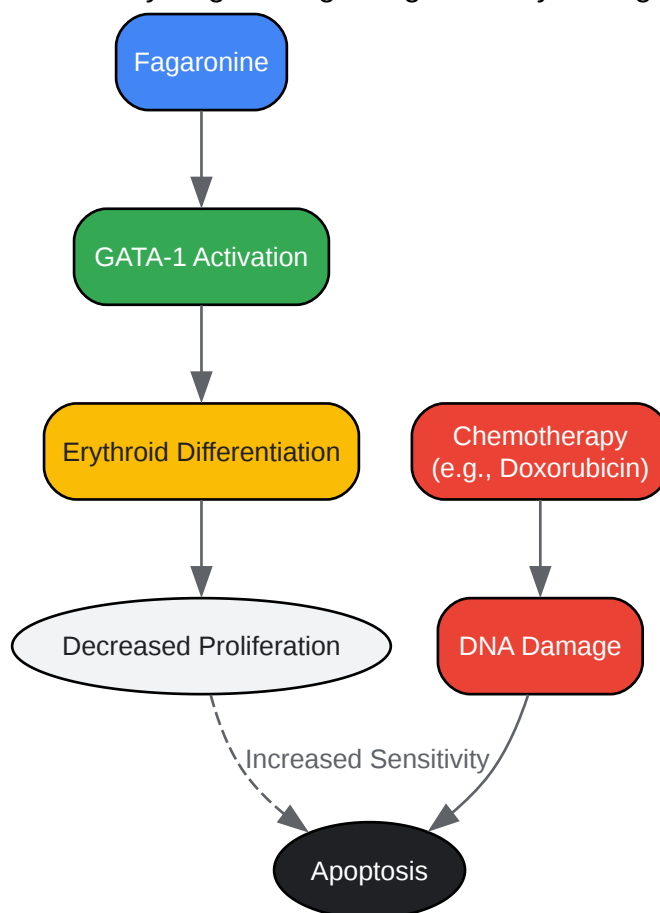 Fagaronine
GATA-1 Activation
Erythroid Differentiation
Chemotherapy
(e.g., Doxorubicin)
Decreased Proliferation
DNA Damage
Increased Sensitivity
Apoptosis